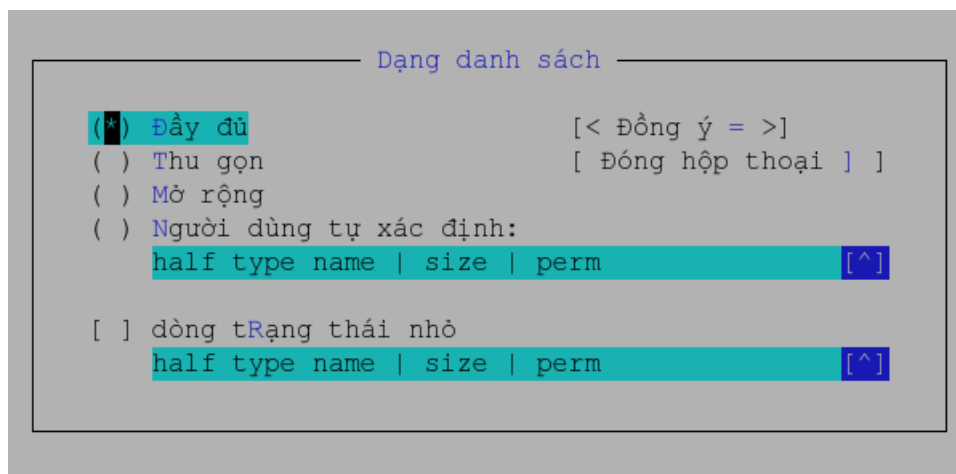 Dạng danh sách
(*) Đầy đủ [< Đồng ý = >]
( ) Thu gọn [ Đóng hộp thoại ] ]
( ) Mở rộng
( ) Người dùng tự xác định:
half type name | size | perm [^]
[ ] dòng tRạng thái nhỏ
half type name | size | perm [^]